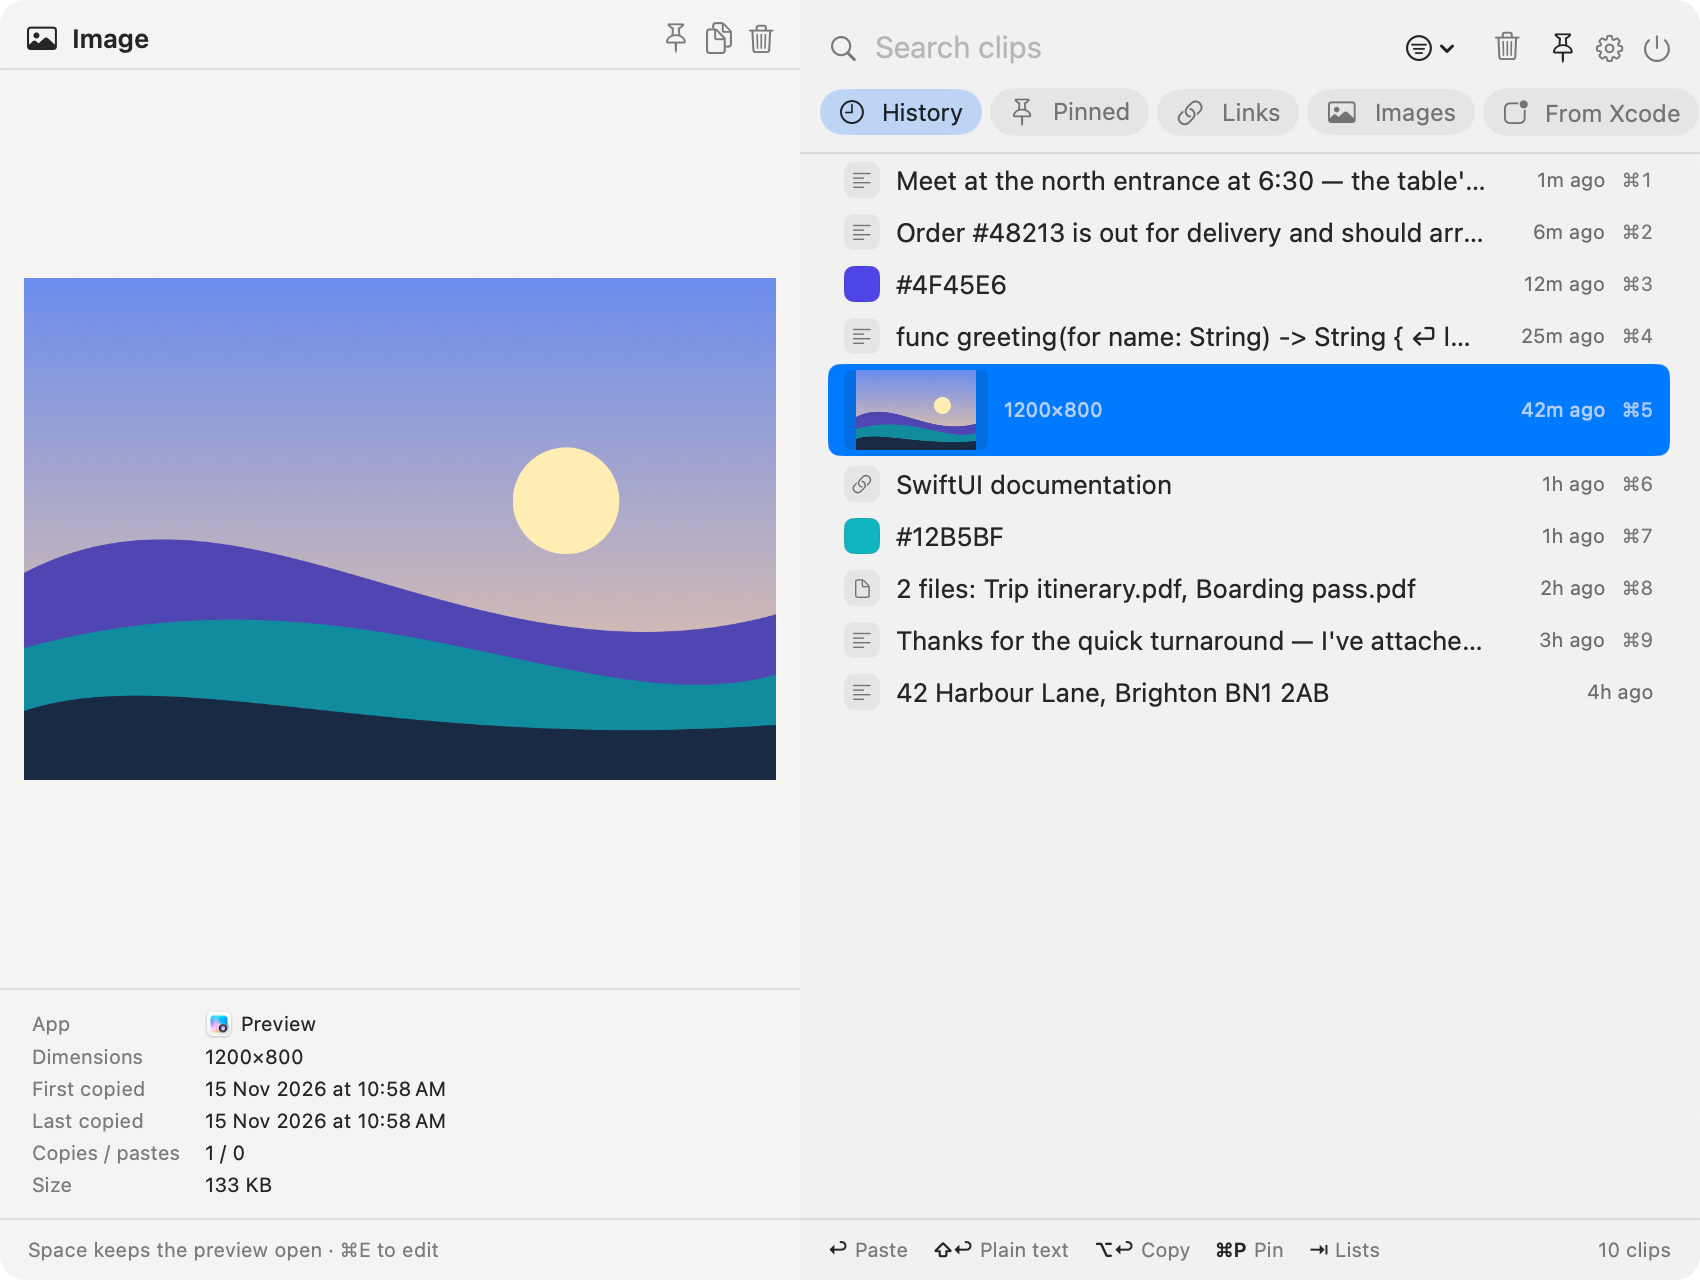 Image
App Preview
Dimensions 1200×800
First copied 15 Nov 2026 at 10:58 AM
Last copied 15 Nov 2026 at 10:58 AM
Copies / pastes 1 / 0
Size 133 KB
Space keeps the preview open · ⌘E to edit
Search clips
History Pinned Links Images From Xcode
Meet at the north entrance at 6:30 — the table'... 1m ago ⌘1
Order #48213 is out for delivery and should arr... 6m ago ⌘2
#4F45E6 12m ago ⌘3
func greeting(for name: String) -> String { ↩ l... 25m ago ⌘4
1200×800 42m ago ⌘5
SwiftUI documentation 1h ago ⌘6
#12B5BF 1h ago ⌘7
2 files: Trip itinerary.pdf, Boarding pass.pdf 2h ago ⌘8
Thanks for the quick turnaround — I've attache... 3h ago ⌘9
42 Harbour Lane, Brighton BN1 2AB 4h ago
↩ Paste ⇧↩ Plain text ⌥↩ Copy ⌘P Pin ⇥ Lists 10 clips